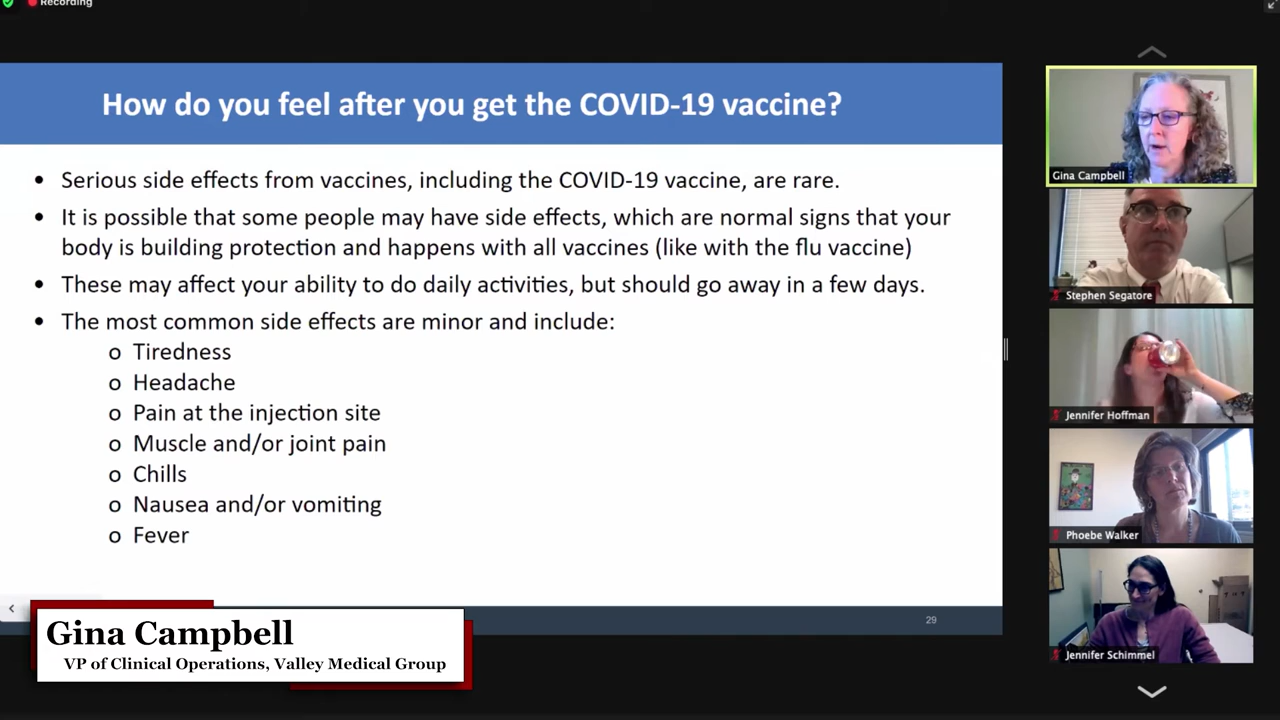 Recording
How do you feel after you get the COVID-19 vaccine?
• Serious side effects from vaccines, including the COVID-19 vaccine, are rare.
• It is possible that some people may have side effects, which are normal signs that your
body is building protection and happens with all vaccines (like with the flu vaccine)
• These may affect your ability to do daily activities, but should go away in a few days.
• The most common side effects are minor and include:
o Tiredness
o Headache
o Pain at the injection site
o Muscle and/or joint pain
o Chills
o Nausea and/or vomiting
o Fever
29
Gina Campbell
VP of Clinical Operations, Valley Medical Group
Gina Campbell
Stephen Segatore
Jennifer Hoffman
Phoebe Walker
Jennifer Schimmel